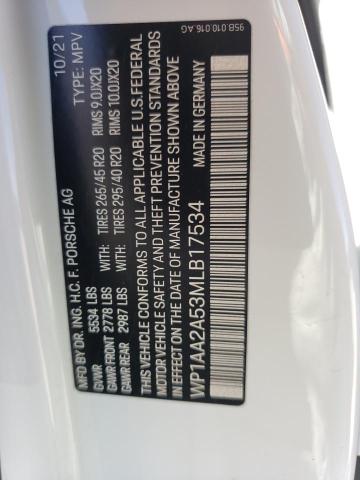 MFD BY DR. ING. H.C. F. PORSCHE AG 10/21
GVWR 5534 LBS TYPE: MPV
GAWR FRONT 2778 LBS WITH TIRES 265/45 R20 RIMS 9.0JX20
GAWR REAR 2987 LBS WITH TIRES 295/40 R20 RIMS 10.0JX20
THIS VEHICLE CONFORMS TO ALL APPLICABLE U.S. FEDERAL
MOTOR VEHICLE SAFETY AND THEFT PREVENTION STANDARDS
IN EFFECT ON THE DATE OF MANUFACTURE SHOWN ABOVE
WP1AA2A53MLB17534 MADE IN GERMANY
95B.010.016 AG